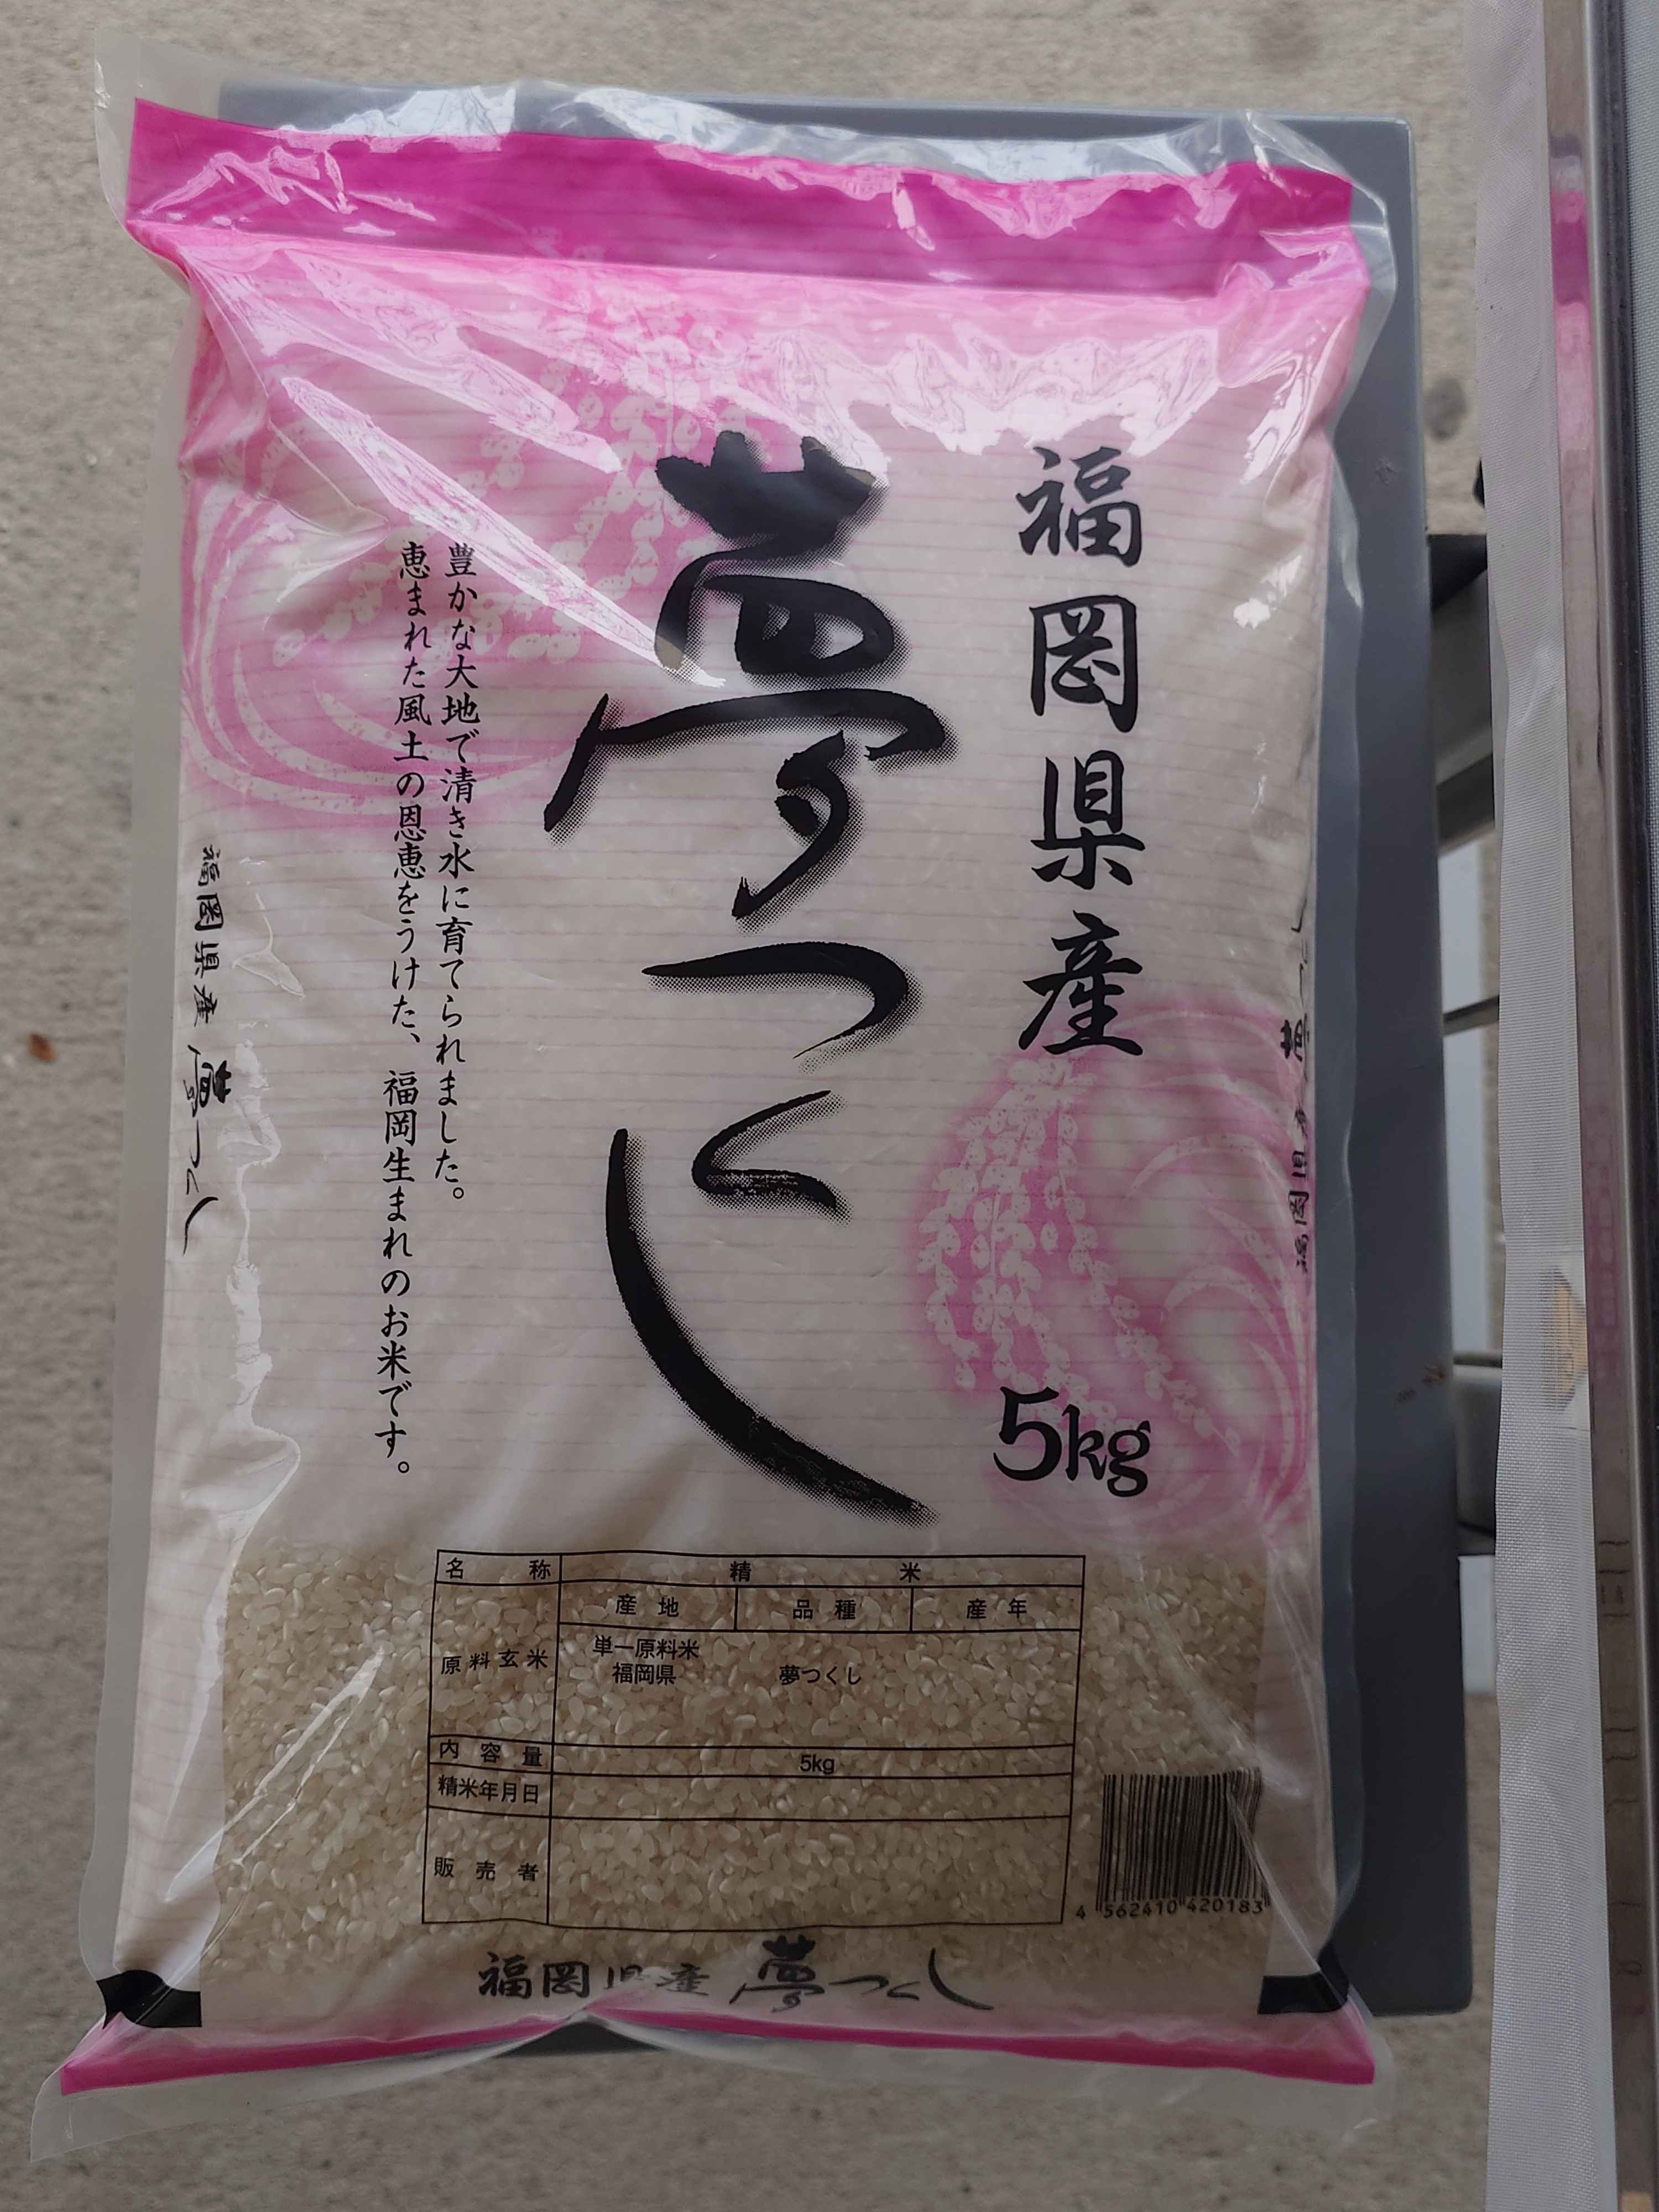 福岡県産
夢つくし
豊かな大地で清き水に育てられました。
恵まれた風土の恩恵をうけた、福岡生まれのお米です。
5kg
福岡県産 夢つくし
名称 精米
原料玄米 産地 品種 産年
単一原料米
福岡県 夢つくし
内容量 5kg
精米年月日
販売者
4 562410 420183
福岡県産 夢つくし